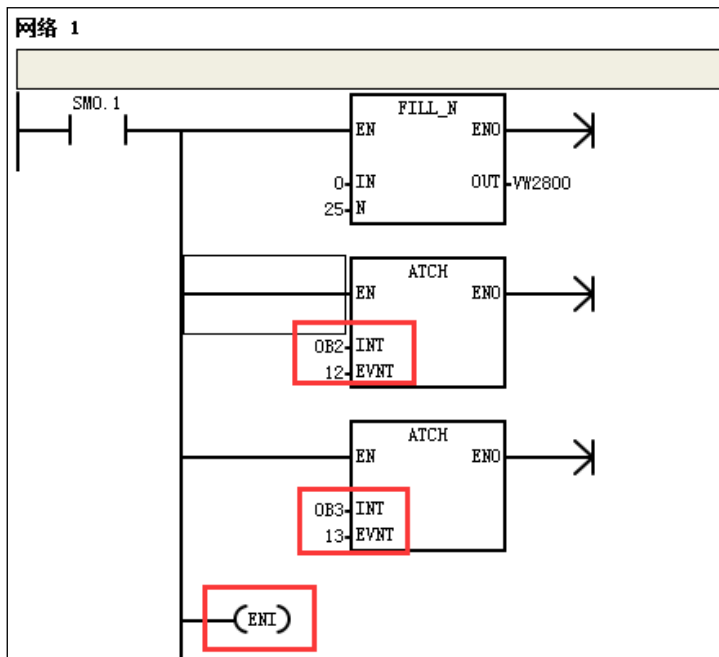 网络 1
SM0.1
FILL_N
EN ENO
0 IN OUT VW2800
25 N
ATCH
EN ENO
OB2 INT
12 EVNT
ATCH
EN ENO
OB3 INT
13 EVNT
(ENI)